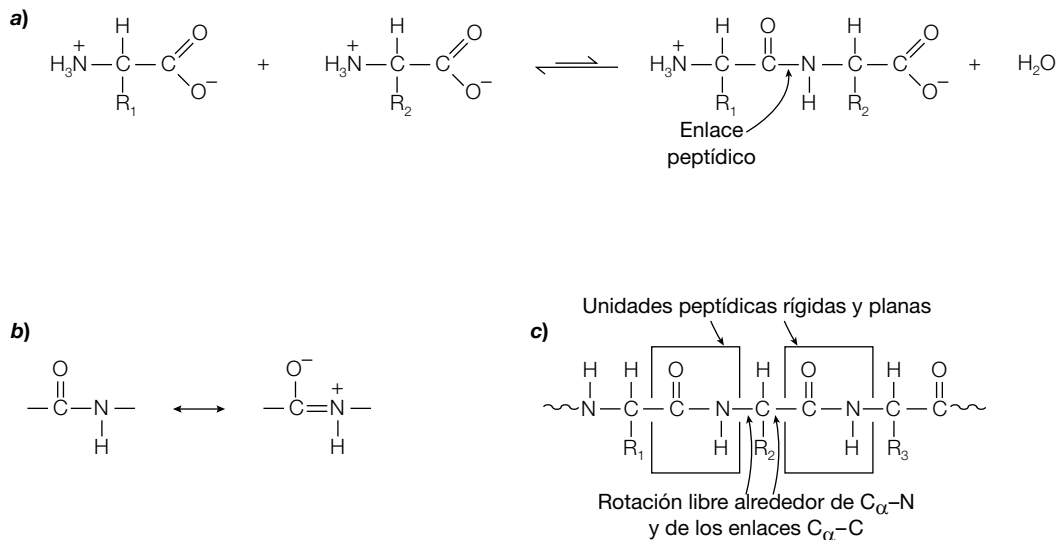 a)
H O H O H H O H O
H₃N⁺ C C O⁻ + H₃N⁺ C C O⁻ ⇌ H₃N⁺ C C N C C O⁻ + H₂O
R₁ R₂ R₁ H R₂
Enlace
peptídico
b)
O O⁻
C N C N⁺
H H
c)
Unidades peptídicas rígidas y planas
H H O H O H O
N C C N C C N C C
R₁ H R₂ H R₃
Rotación libre alrededor de Cα–N
y de los enlaces Cα–C